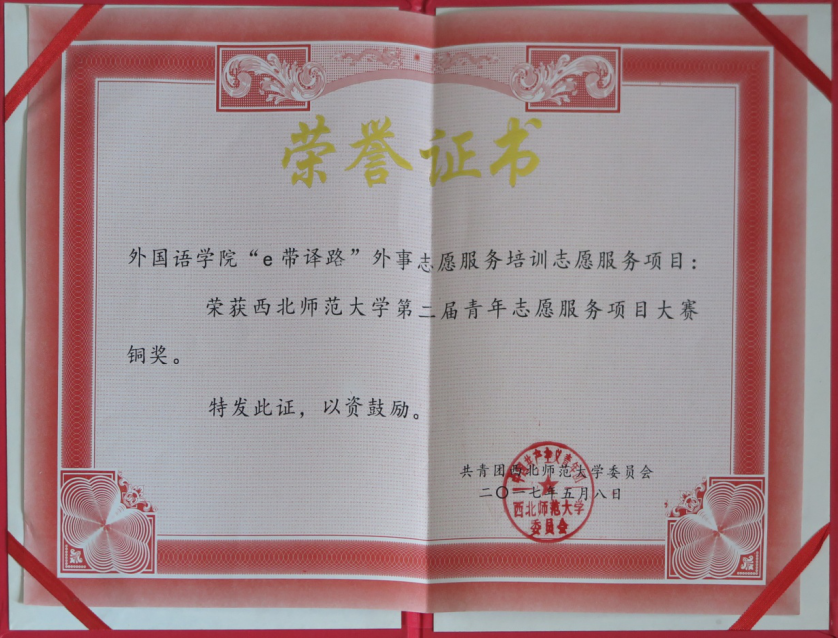 荣誉证书
外国语学院“e带译路”外事志愿服务培训志愿服务项目：
荣获西北师范大学第二届青年志愿服务项目大赛
铜奖。
特发此证，以资鼓励。
共青团西北师范大学委员会
二〇一七年五月八日
西北师范大学
委员会